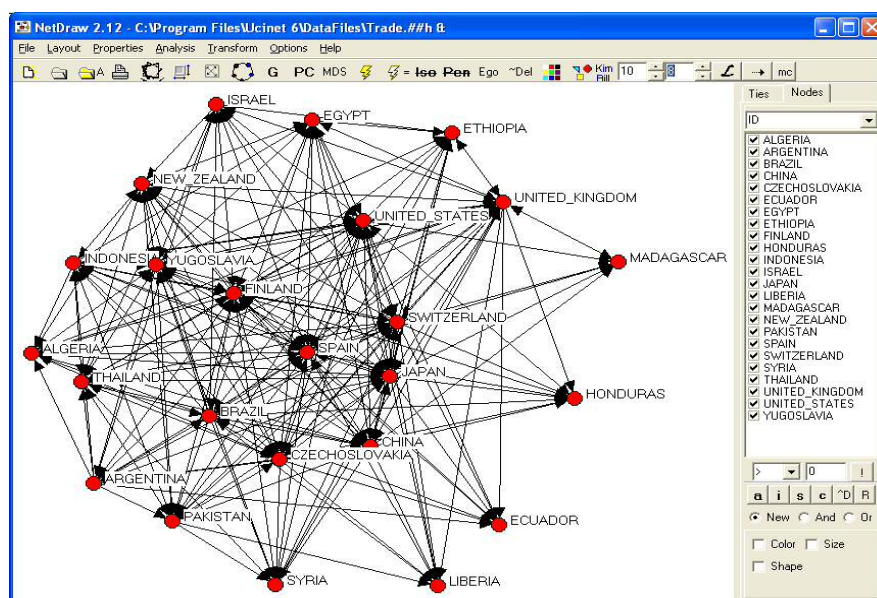 NetDraw 2.12 - C:\Program Files\Ucinet 6\DataFiles\Trade.##h &
File Layout Properties Analysis Transform Options Help
A G PC MDS = Iso Pen Ego ~Del Kim Rill 10 8 L mc
Ties Nodes
ID
ALGERIA
ARGENTINA
BRAZIL
CHINA
CZECHOSLOVAKIA
ECUADOR
EGYPT
ETHIOPIA
FINLAND
HONDURAS
INDONESIA
ISRAEL
JAPAN
LIBERIA
MADAGASCAR
NEW_ZEALAND
PAKISTAN
SPAIN
SWITZERLAND
SYRIA
THAILAND
UNITED_KINGDOM
UNITED_STATES
YUGOSLAVIA
> 0 !
a i s c ^D R
New And Or
Color Size
Shape
ISRAEL
EGYPT
ETHIOPIA
NEW_ZEALAND
UNITED_KINGDOM
UNITED_STATES
INDONESIA
YUGOSLAVIA
MADAGASCAR
FINLAND
SWITZERLAND
ALGERIA
SPAIN
THAILAND
JAPAN
HONDURAS
BRAZIL
CHINA
CZECHOSLOVAKIA
ARGENTINA
PAKISTAN
ECUADOR
SYRIA
LIBERIA